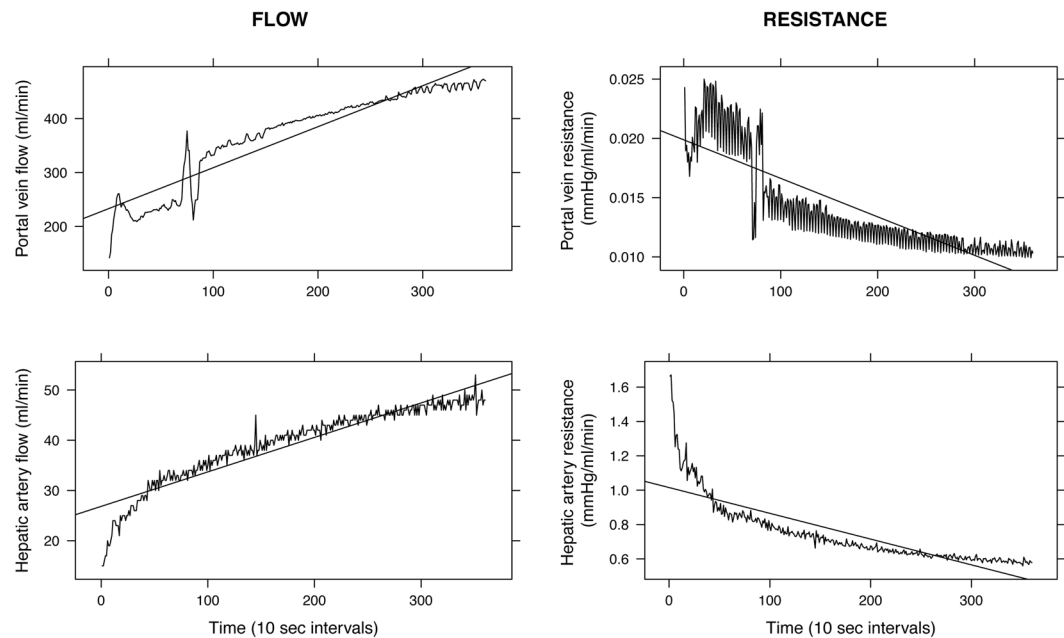 FLOW
RESISTANCE
Portal vein flow (ml/min)
400
300
200
0 100 200 300
Portal vein resistance
(mmHg/ml/min)
0.025
0.020
0.015
0.010
0 100 200 300
Hepatic artery flow (ml/min)
50
40
30
20
0 100 200 300
Time (10 sec intervals)
Hepatic artery resistance
(mmHg/ml/min)
1.6
1.4
1.2
1.0
0.8
0.6
0 100 200 300
Time (10 sec intervals)